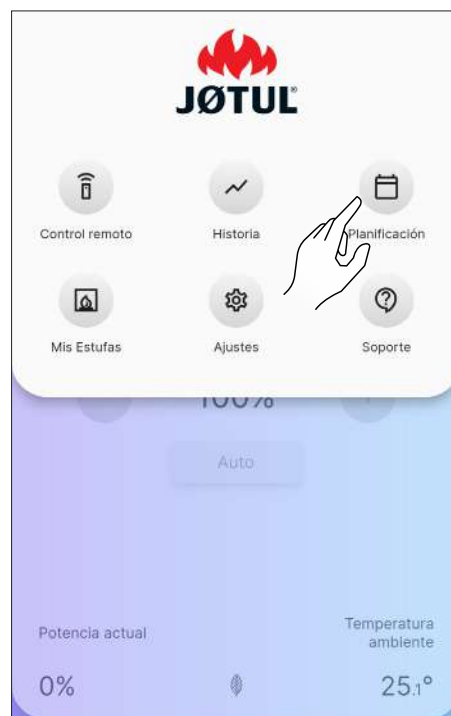 JØTUL®
Control remoto
Historia
Planificación
Mis Estufas
Ajustes
Soporte
100%
Auto
Potencia actual
Temperatura
ambiente
0%
25.1°